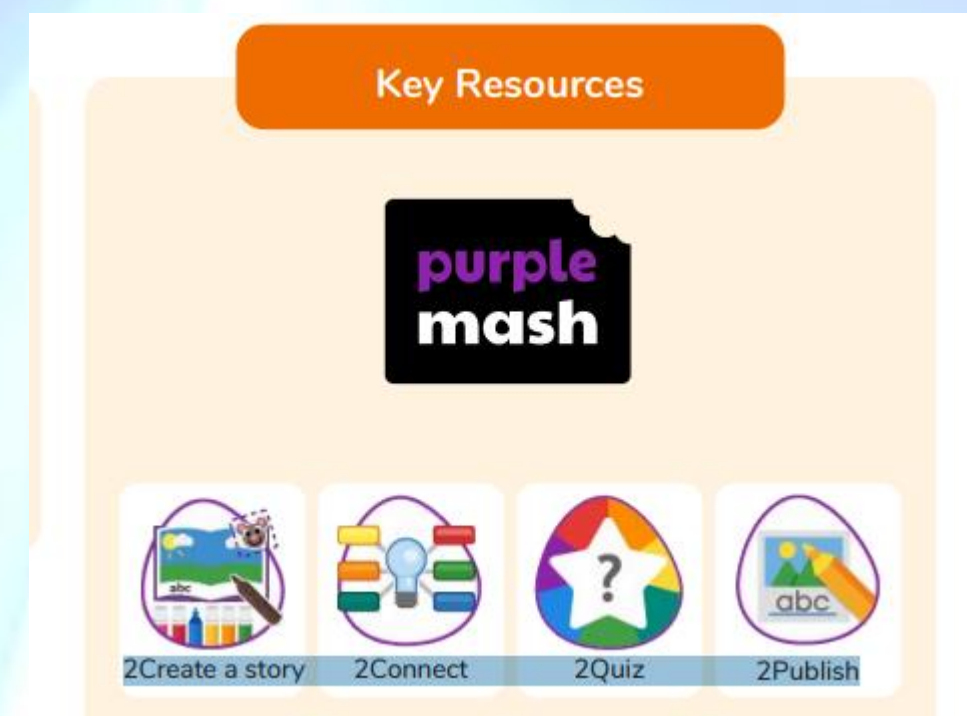 Key Resources
purple
mash
abc
?
abc
2Create a story 2Connect 2Quiz 2Publish